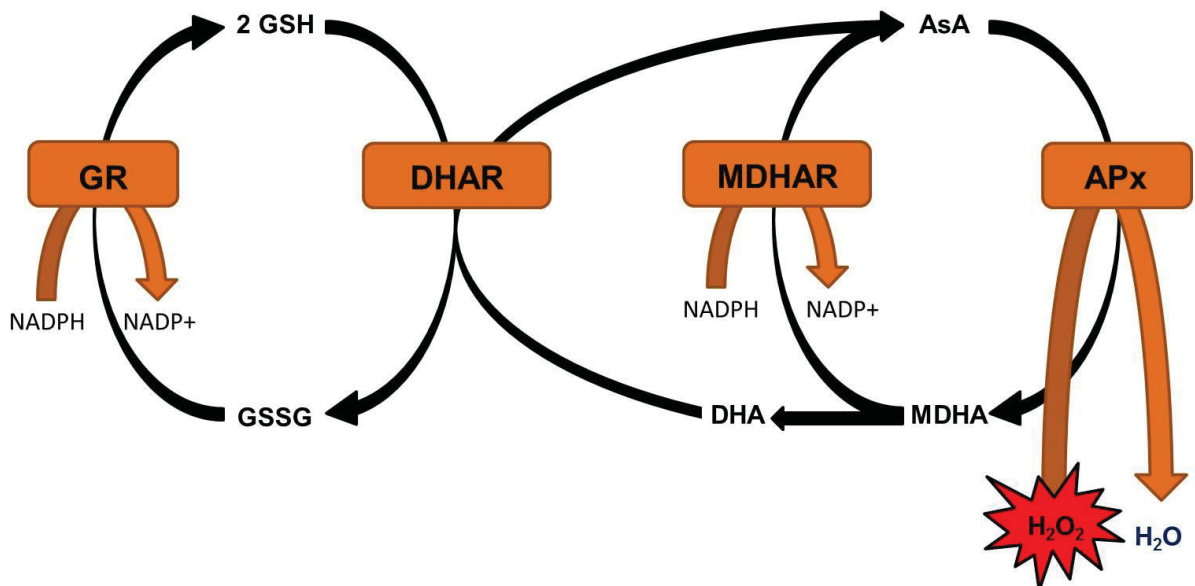 2 GSH
AsA
GR
DHAR
MDHAR
APx
NADPH
NADP+
NADPH
NADP+
GSSG
DHA
MDHA
H₂O₂
H₂O